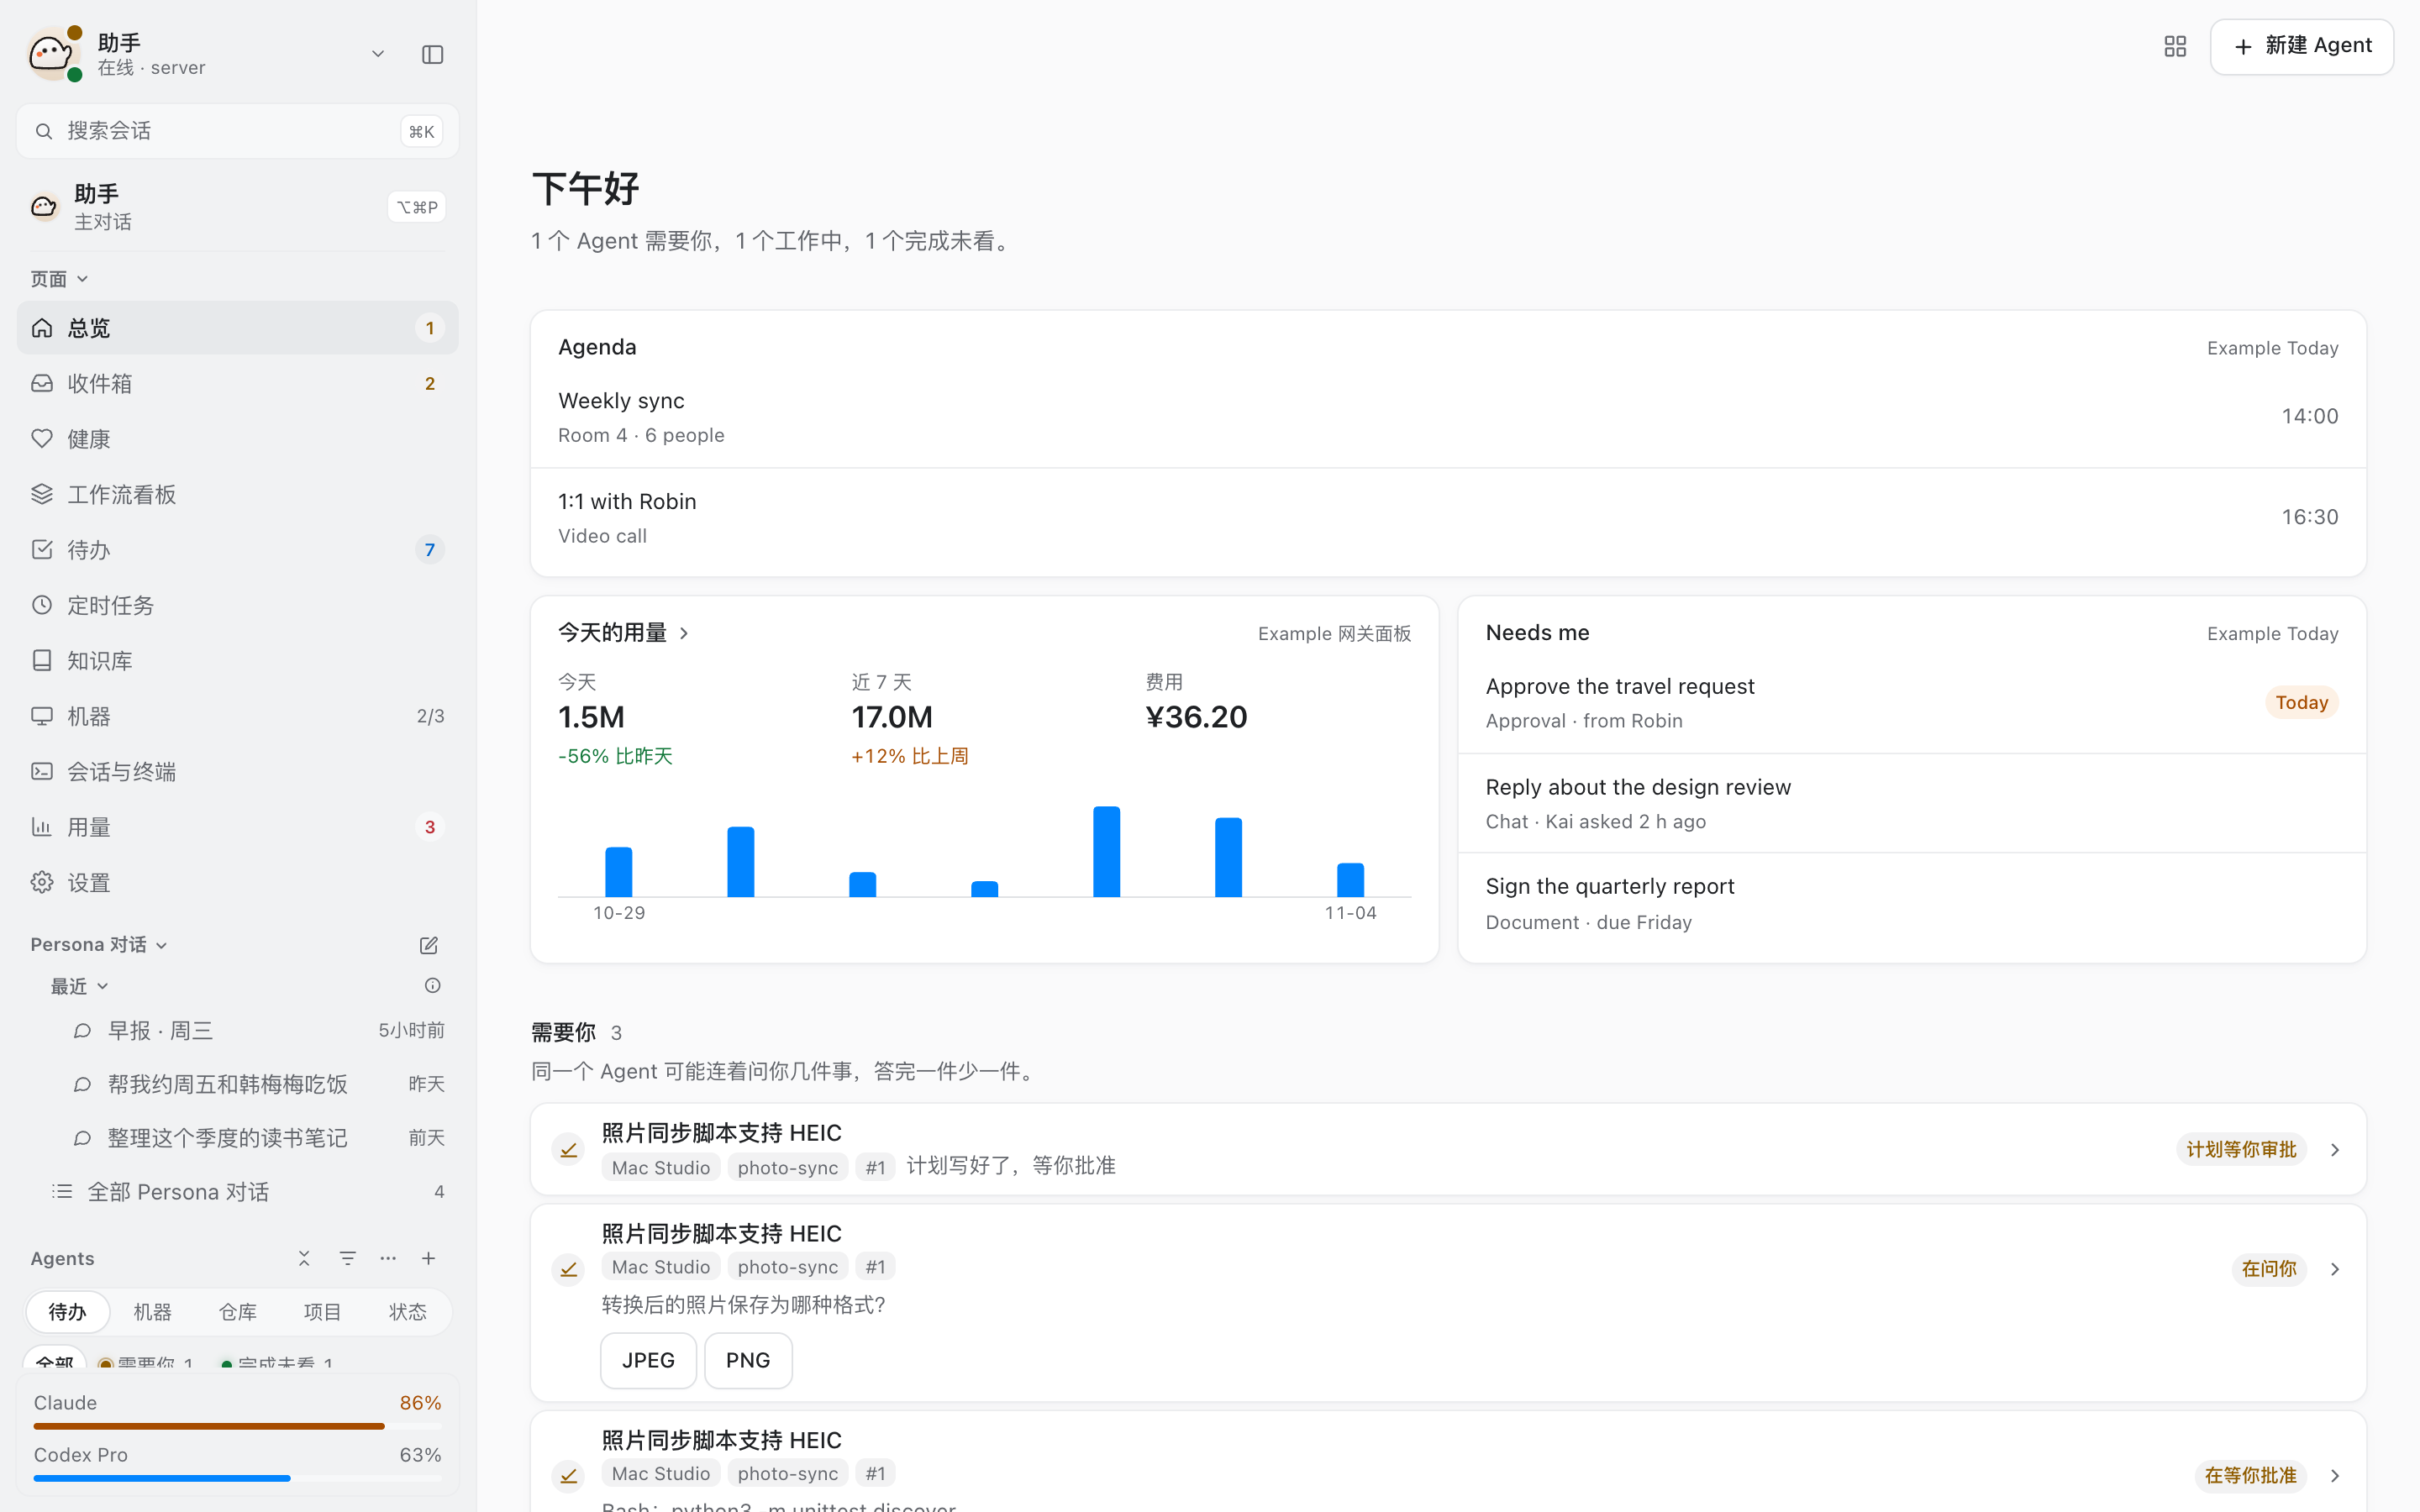 助手
在线 · server
搜索会话
⌘K
助手
主对话
⌥⌘P
页面
总览
1
收件箱
2
健康
工作流看板
待办
7
定时任务
知识库
机器
2/3
会话与终端
用量
3
设置
Persona 对话
最近
早报 · 周三
5小时前
帮我约周五和韩梅梅吃饭
昨天
整理这个季度的读书笔记
前天
全部 Persona 对话
4
Agents
待办
机器
仓库
项目
状态
全部
需要你 1
完成未看 1
Claude
86%
Codex Pro
63%
新建 Agent
下午好
1 个 Agent 需要你，1 个工作中，1 个完成未看。
Agenda
Example Today
Weekly sync
Room 4 · 6 people
14:00
1:1 with Robin
Video call
16:30
今天的用量
Example 网关面板
今天
1.5M
-56% 比昨天
近 7 天
17.0M
+12% 比上周
费用
¥36.20
10-29
11-04
Needs me
Example Today
Approve the travel request
Approval · from Robin
Today
Reply about the design review
Chat · Kai asked 2 h ago
Sign the quarterly report
Document · due Friday
需要你 3
同一个 Agent 可能连着问你几件事，答完一件少一件。
照片同步脚本支持 HEIC
Mac Studio photo-sync #1 计划写好了，等你批准
计划等你审批
照片同步脚本支持 HEIC
Mac Studio photo-sync #1
转换后的照片保存为哪种格式？
在问你
JPEG
PNG
照片同步脚本支持 HEIC
Mac Studio photo-sync #1
在等你批准
Bash: python3 -m unittest discover